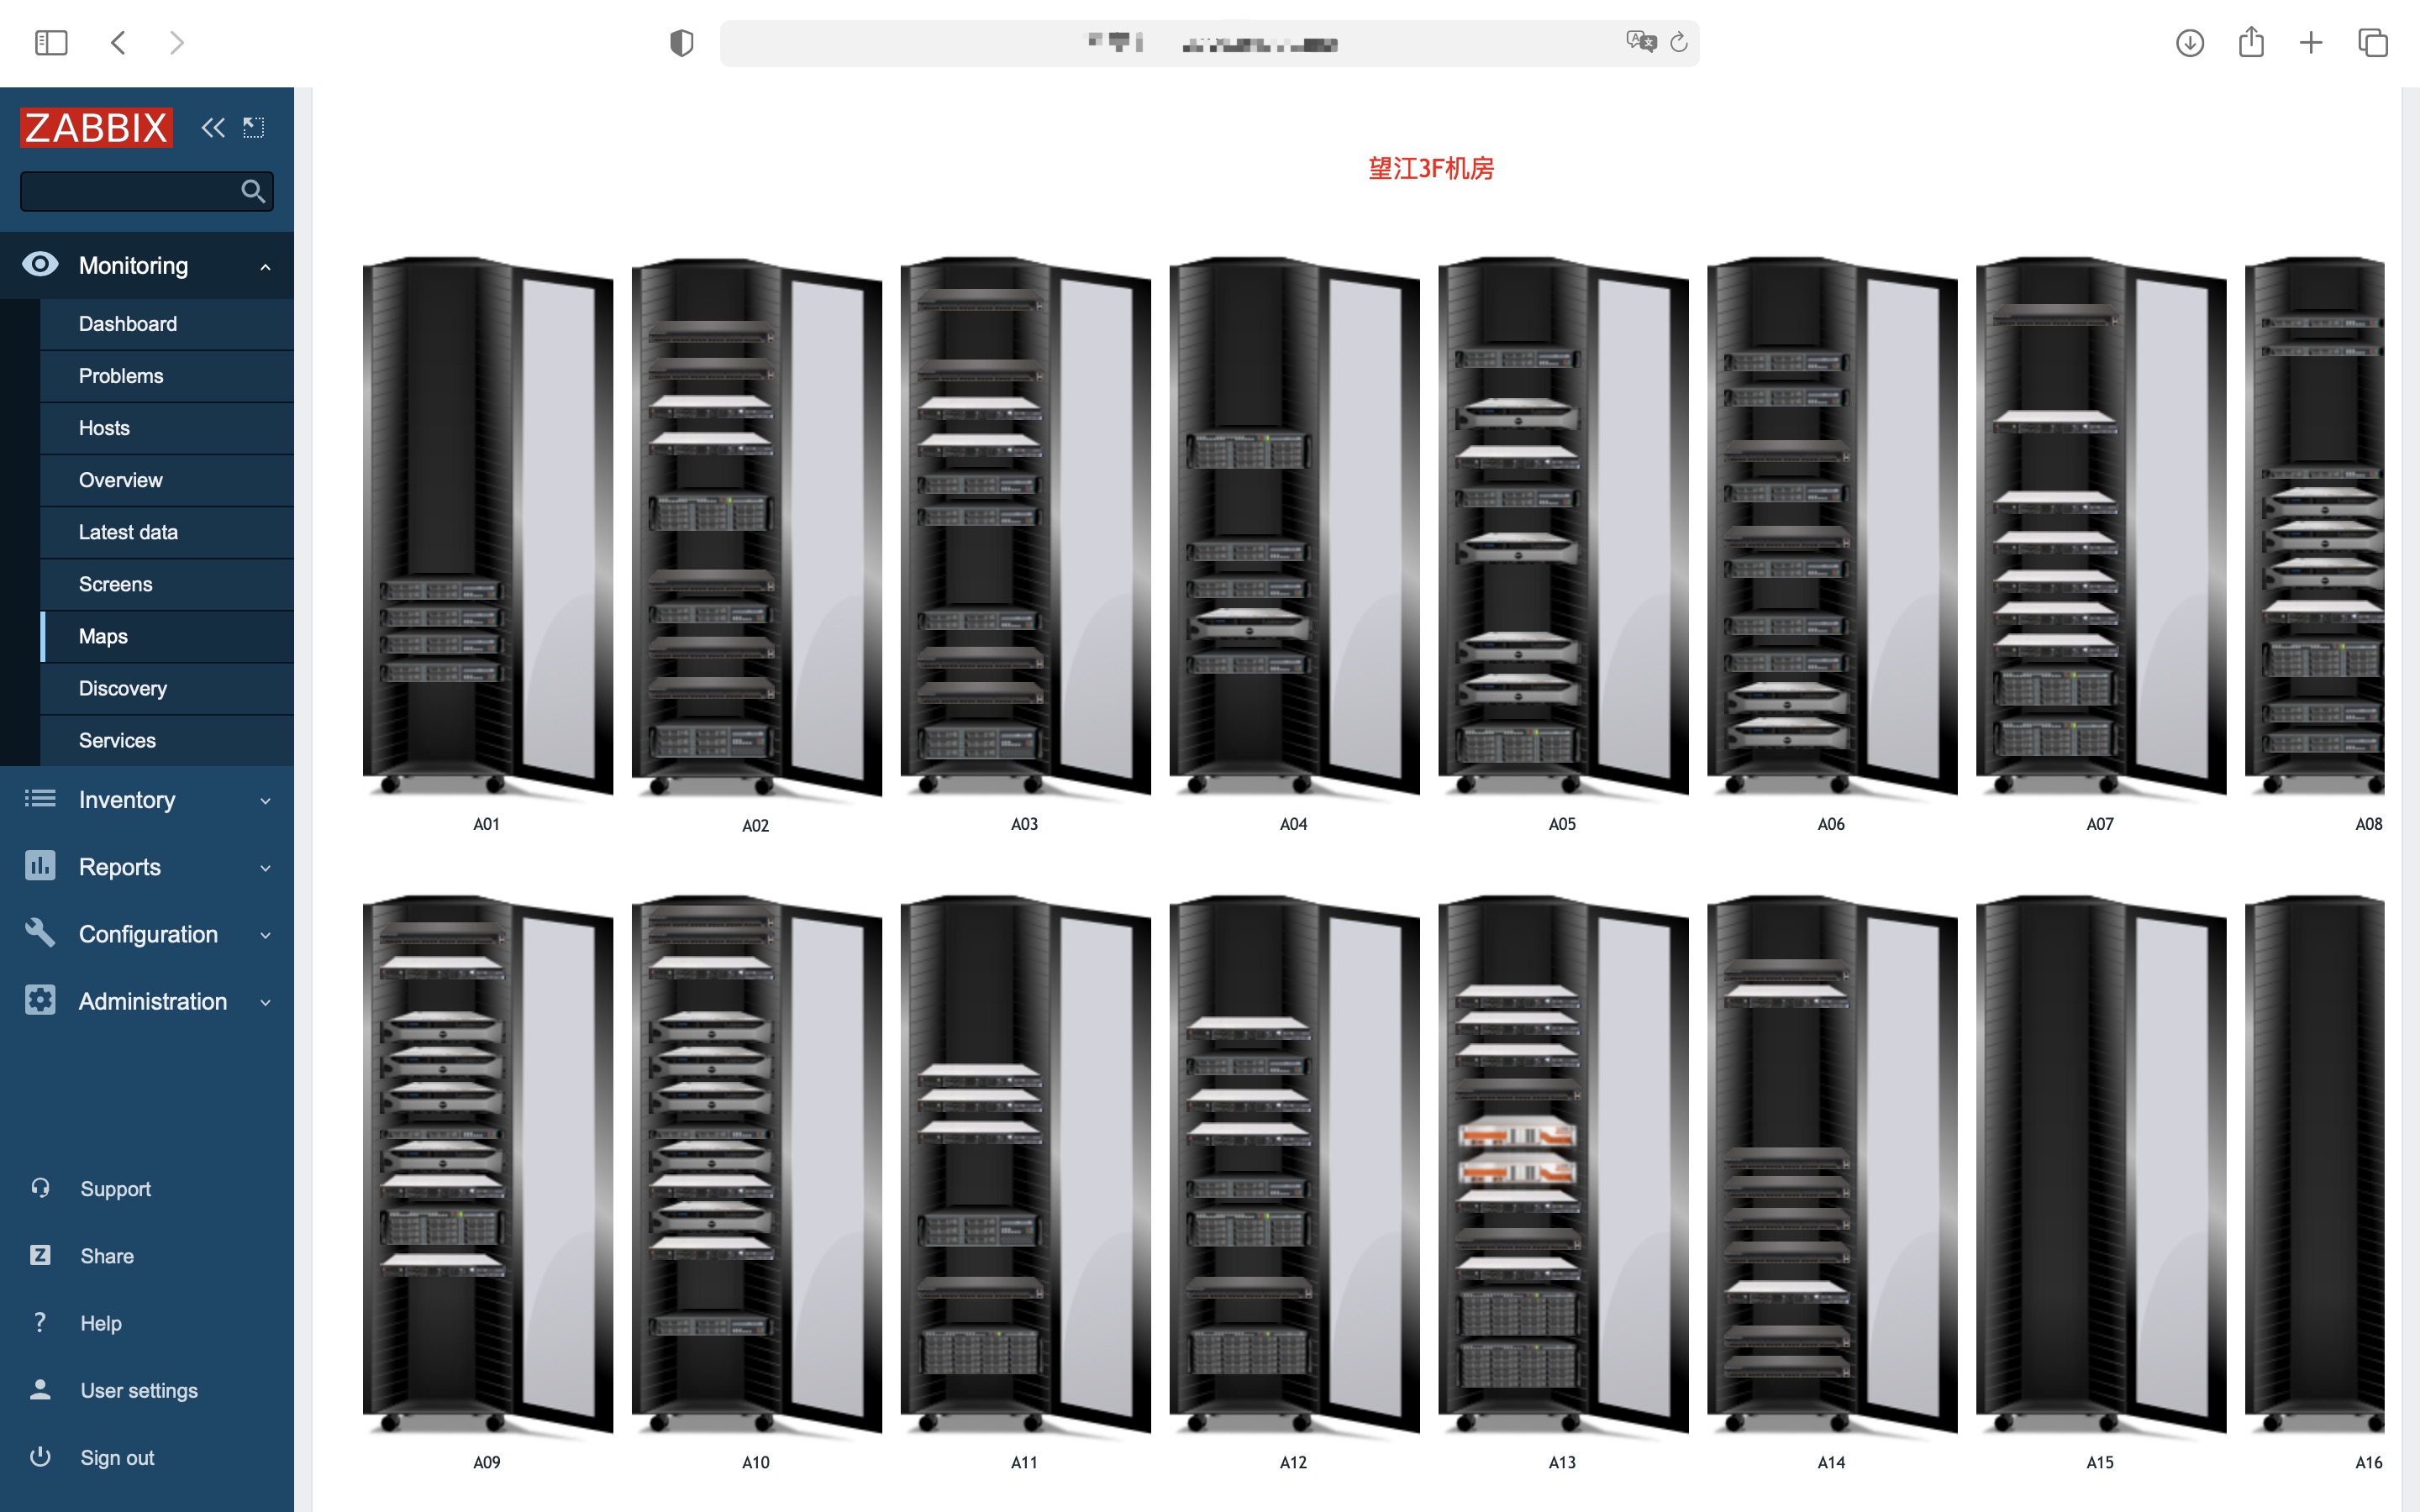 ZABBIX
望江3F机房
Monitoring
Dashboard
Problems
Hosts
Overview
Latest data
Screens
Maps
Discovery
Services
Inventory
Reports
Configuration
Administration
Support
Share
Help
User settings
Sign out
A01 A02 A03 A04 A05 A06 A07 A08
A09 A10 A11 A12 A13 A14 A15 A16